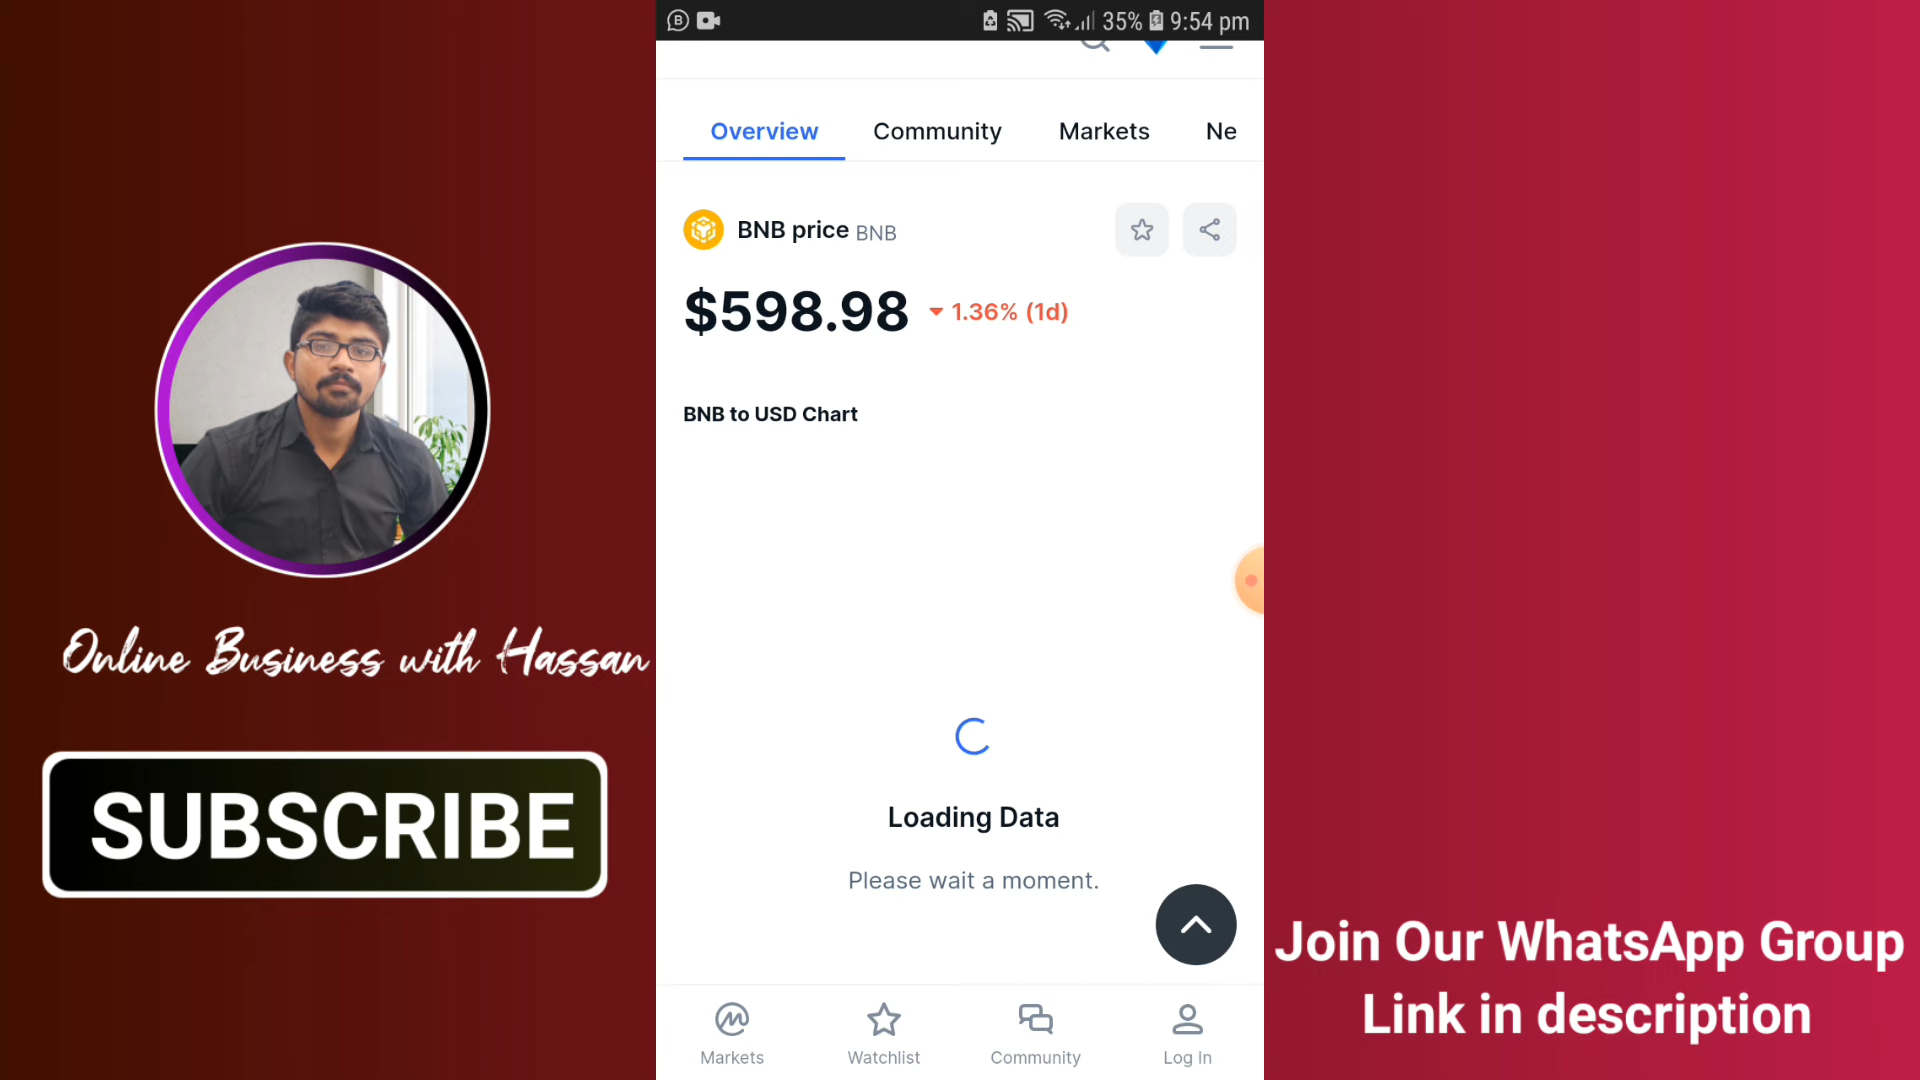 35% 9:54 pm
Overview Community Markets Ne
BNB price BNB
$598.98 1.36% (1d)
BNB to USD Chart
Online Business with Hassan
Loading Data
SUBSCRIBE
Please wait a moment.
Join Our WhatsApp Group
Link in description
Markets Watchlist Community Log In